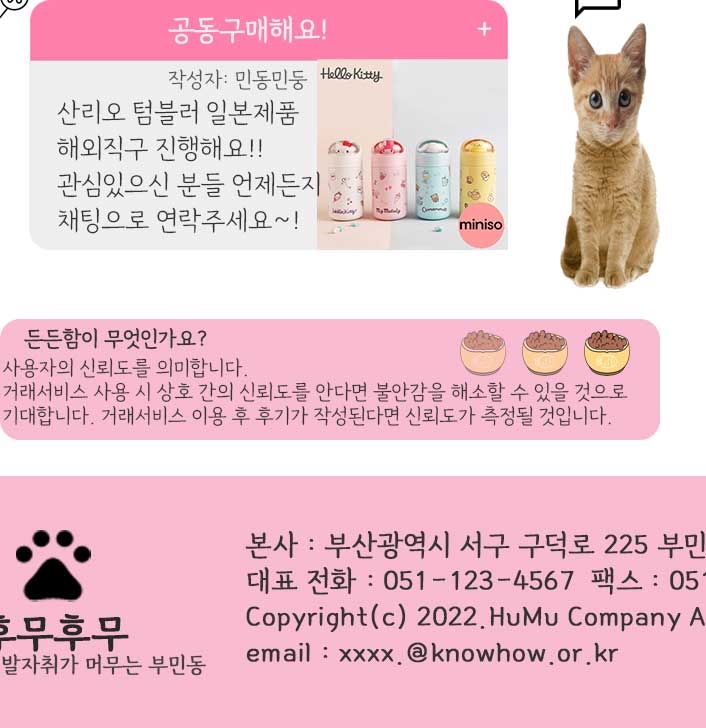 공동구매해요! +
작성자: 민동민둥
산리오 텀블러 일본제품
해외직구 진행해요!!
관심있으신 분들 언제든지
채팅으로 연락주세요~!
Hello Kitty
Hello Kitty
My Melody
Cinnamoroll
miniso
든든함이 무엇인가요?
사용자의 신뢰도를 의미합니다.
거래서비스 사용 시 상호 간의 신뢰도를 안다면 불안감을 해소할 수 있을 것으로
기대합니다. 거래서비스 이용 후 후기가 작성된다면 신뢰도가 측정될 것입니다.
후무후무
발자취가 머무는 부민동
본사 : 부산광역시 서구 구덕로 225 부민
대표 전화 : 051-123-4567 팩스 : 051
Copyright(c) 2022.HuMu Company A
email : xxxx.@knowhow.or.kr